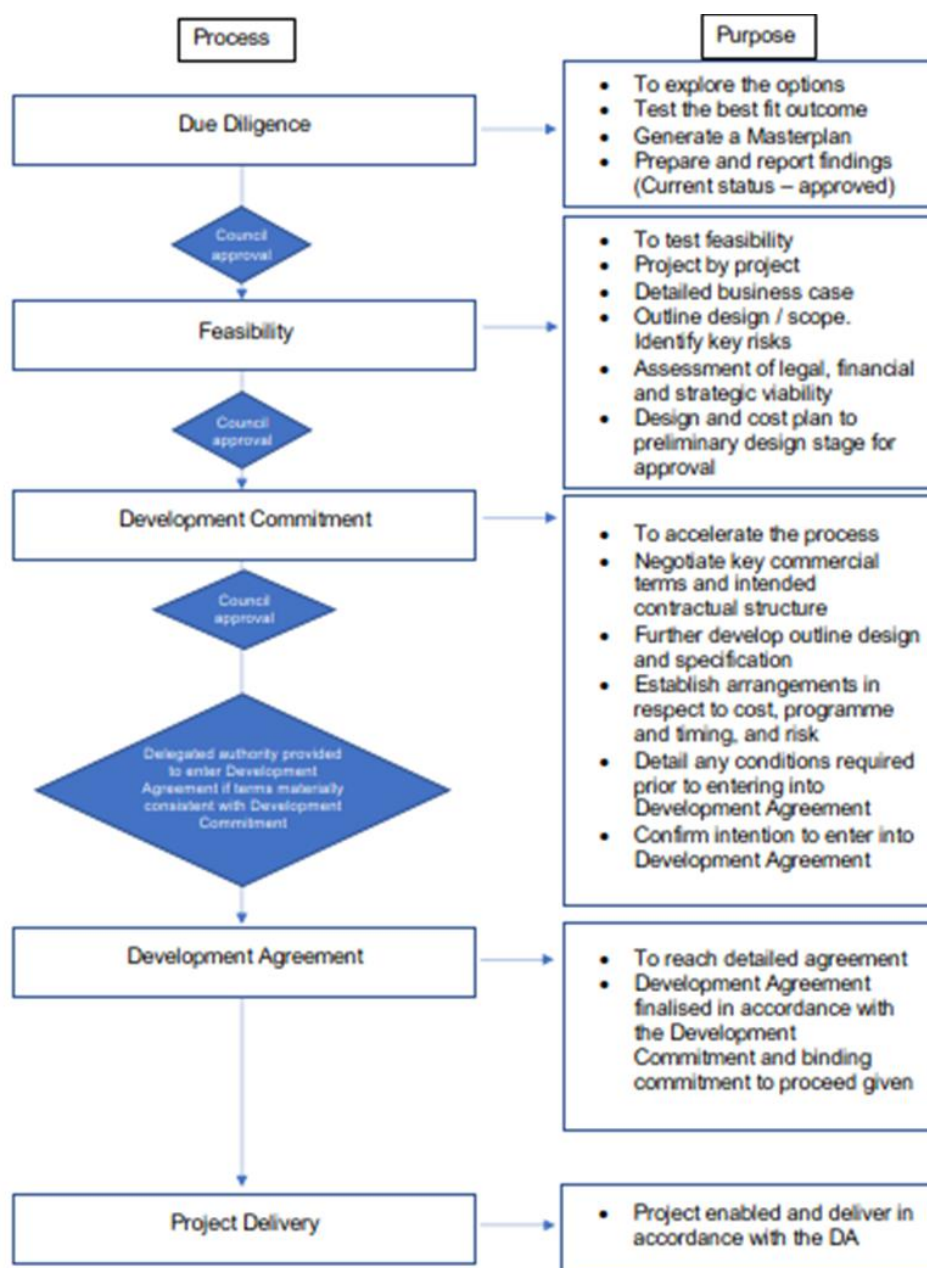 Process
Purpose
Due Diligence
• To explore the options
• Test the best fit outcome
• Generate a Masterplan
• Prepare and report findings
(Current status – approved)
Council
approval
Feasibility
• To test feasibility
• Project by project
• Detailed business case
• Outline design / scope.
Identify key risks
• Assessment of legal, financial
and strategic viability
• Design and cost plan to
preliminary design stage for
approval
Council
approval
Development Commitment
• To accelerate the process
• Negotiate key commercial
terms and intended
contractual structure
• Further develop outline design
and specification
• Establish arrangements in
respect to cost, programme
and timing, and risk
• Detail any conditions required
prior to entering into
Development Agreement
• Confirm intention to enter into
Development Agreement
Council
approval
Delegated authority provided
to enter Development
Agreement if terms materially
consistent with Development
Commitment
Development Agreement
• To reach detailed agreement
• Development Agreement
finalised in accordance with
the Development
Commitment and binding
commitment to proceed given
Project Delivery
• Project enabled and deliver in
accordance with the DA